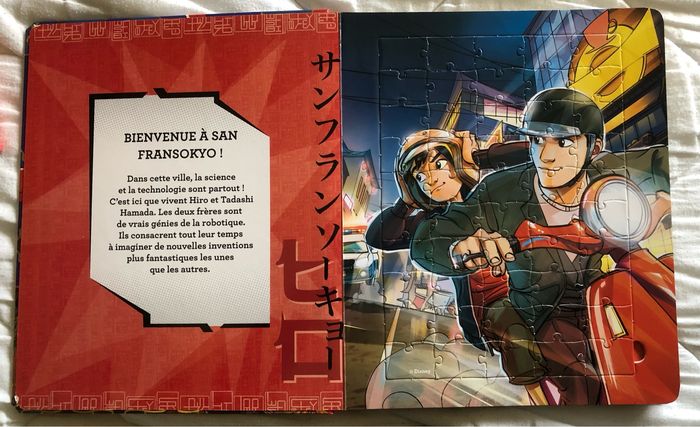 BIENVENUE À SAN
FRANSOKYO !
Dans cette ville, la science
et la technologie sont partout !
C'est ici que vivent Hiro et Tadashi
Hamada. Les deux frères sont
de vrais génies de la robotique.
Ils consacrent tout leur temps
à imaginer de nouvelles inventions
plus fantastiques les unes
que les autres.
サンフランソーキョー
ヒロ
© Disney